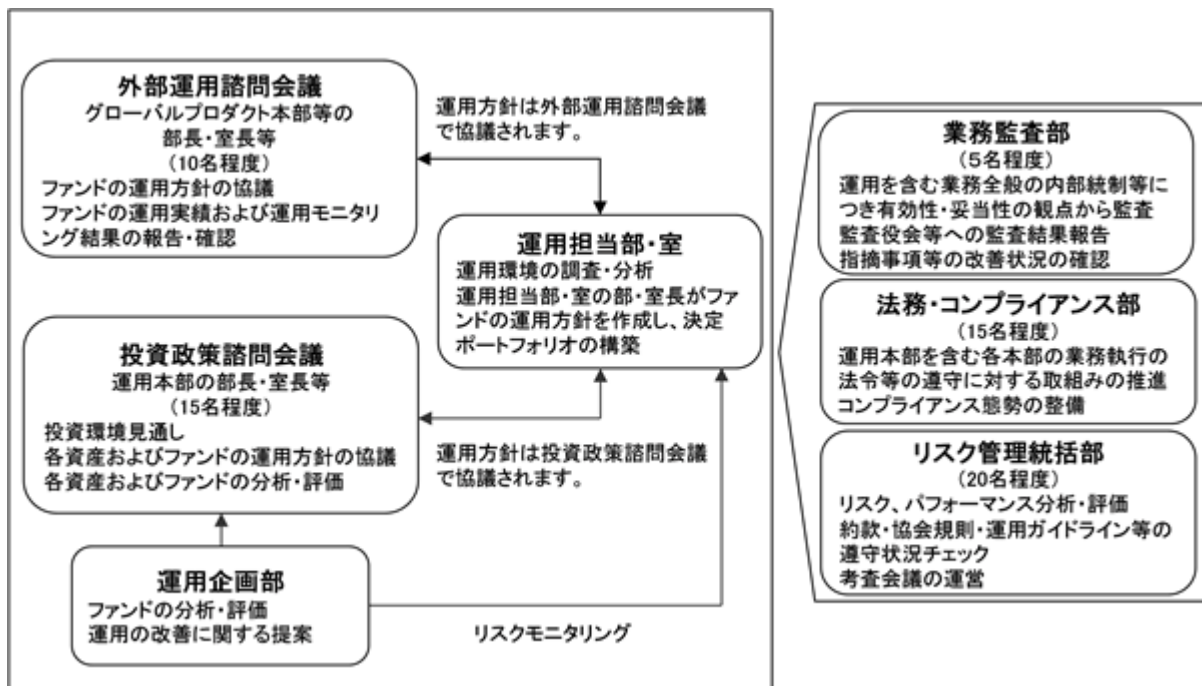 外部運用諮問会議
グローバルプロダクト本部等の
部長・室長等
(10名程度)
ファンドの運用方針の協議
ファンドの運用実績および運用モニタリ
ング結果の報告・確認
運用方針は外部運用諮問会議
で協議されます。
運用担当部・室
運用環境の調査・分析
運用担当部・室の部・室長がファ
ンドの運用方針を作成し、決定
ポートフォリオの構築
投資政策諮問会議
運用本部の部長・室長等
(15名程度)
投資環境見通し
各資産およびファンドの運用方針の協議
各資産およびファンドの分析・評価
運用方針は投資政策諮問会議
で協議されます。
運用企画部
ファンドの分析・評価
運用の改善に関する提案
リスクモニタリング
業務監査部
(5名程度)
運用を含む業務全般の内部統制等に
つき有効性・妥当性の観点から監査
監査役会等への監査結果報告
指摘事項等の改善状況の確認
法務・コンプライアンス部
(15名程度)
運用本部を含む各本部の業務執行の
法令等の遵守に対する取組みの推進
コンプライアンス態勢の整備
リスク管理統括部
(20名程度)
リスク、パフォーマンス分析・評価
約款・協会規則・運用ガイドライン等の
遵守状況チェック
考査会議の運営